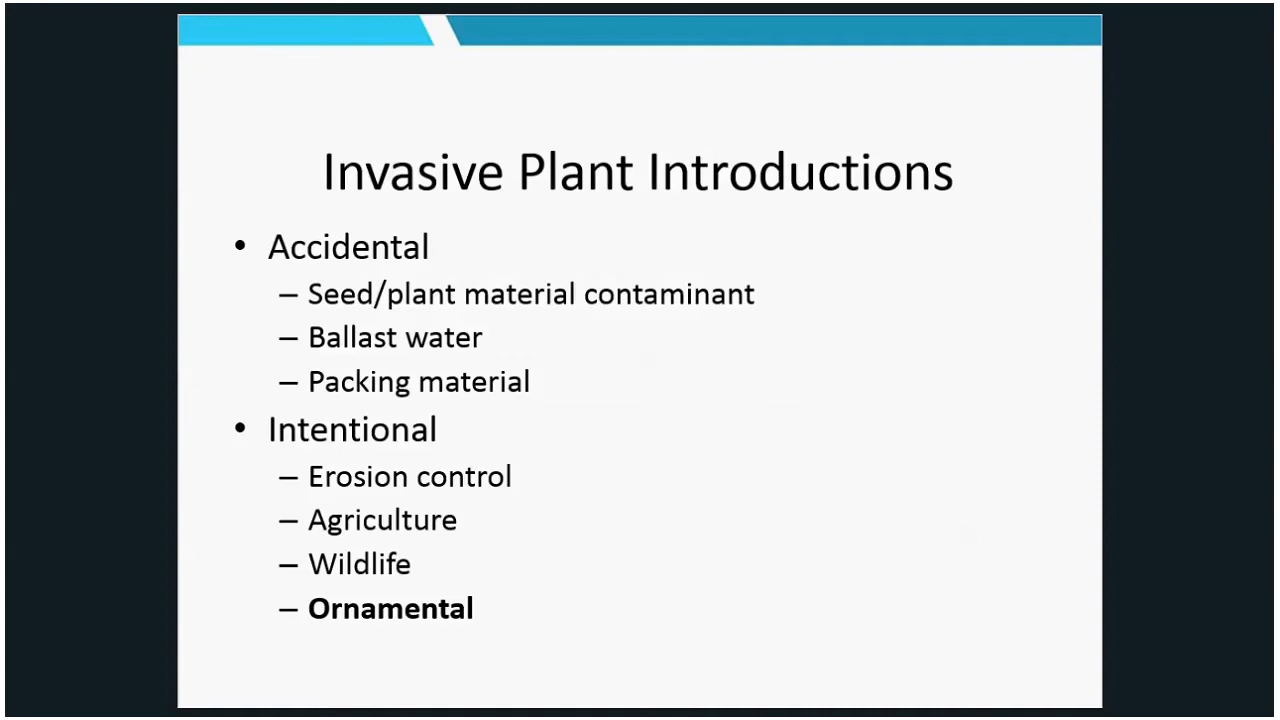 Invasive Plant Introductions
• Accidental
– Seed/plant material contaminant
– Ballast water
– Packing material
• Intentional
– Erosion control
– Agriculture
– Wildlife
– Ornamental